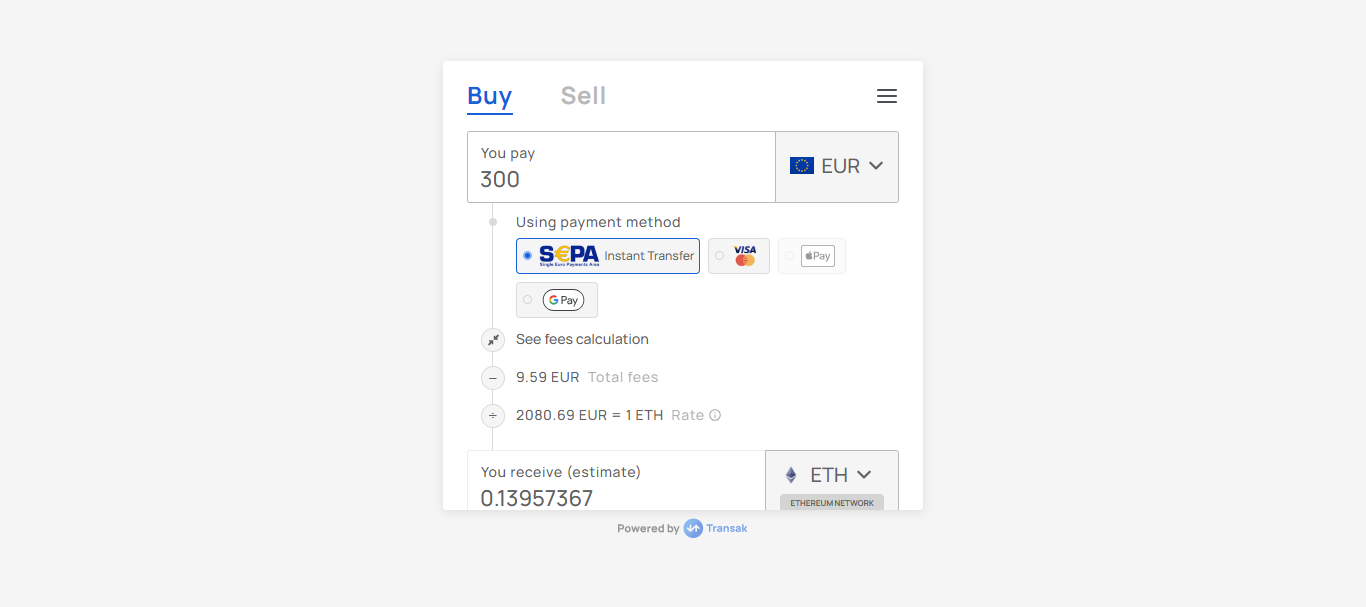 Buy Sell
You pay
300
EUR
Using payment method
S€PA Instant Transfer
Single Euro Payments Area
VISA
Pay
G Pay
See fees calculation
– 9.59 EUR Total fees
÷ 2080.69 EUR = 1 ETH Rate
You receive (estimate)
0.13957367
ETH
ETHEREUM NETWORK
Powered by Transak